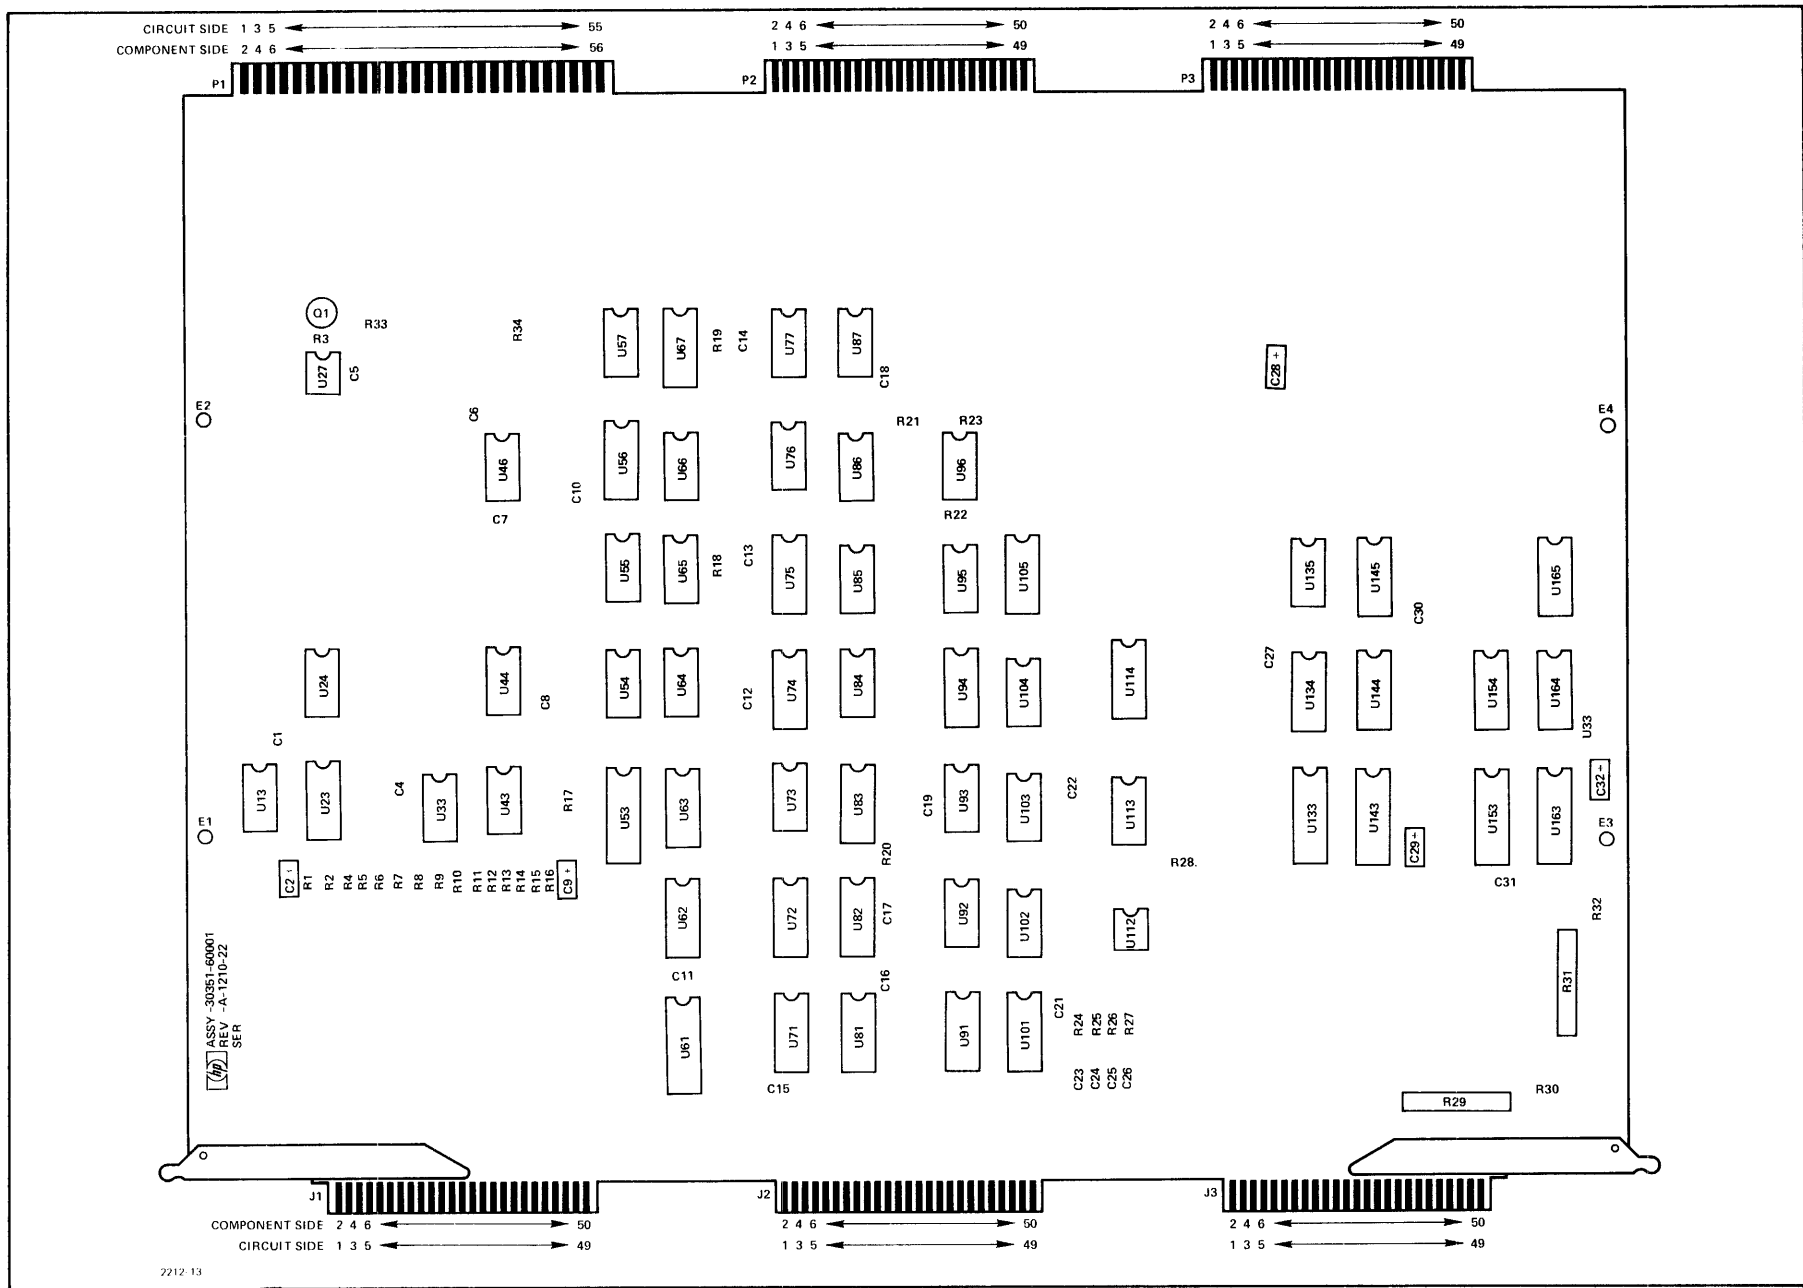 CIRCUIT SIDE 1 3 5 55
COMPONENT SIDE 2 4 6 56
2 4 6 50
1 3 5 49
2 4 6 50
1 3 5 49
P1
P2
P3
Q1
R33
R3
R34
U27
C5
U57
U67
R19
C14
U77
U87
C18
C28 +
E2
E4
C6
U46
C7
C10
U56
U66
U76
U86
R21
R23
U96
R22
U55
U65
R18
C13
U75
U85
U95
U105
U135
U145
C30
U165
U24
U44
C8
U54
U64
C12
U74
U84
U94
U104
U114
C27
U134
U144
U154
U164
U33
C1
U13
U23
C4
U33
U43
R17
U53
U63
U73
U83
C19
U93
U103
C22
U113
U133
U143
C29 +
U153
U163
C32 +
E1
E3
R20
R28.
C31
C2
R1
R2
R4
R5
R6
R7
R8
R9
R10
R11
R12
R13
R14
R15
R16
C9 +
U62
U72
U82
C17
U92
U102
U112
R32
R31
C11
C16
U61
U71
U81
U91
U101
C21
R24
R25
R26
R27
C15
C23
C24
C25
C26
R29
R30
hp
ASSY -30351-60001
REV -A-1210-22
SER
J1
J2
J3
COMPONENT SIDE 2 4 6 50
CIRCUIT SIDE 1 3 5 49
2 4 6 50
1 3 5 49
2 4 6 50
1 3 5 49
2212-13